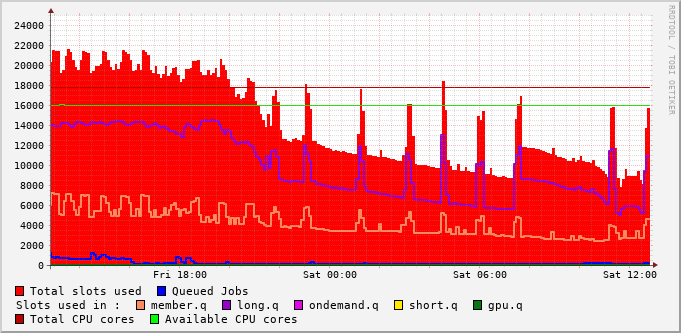 24000
22000
20000
18000
16000
14000
12000
10000
8000
6000
4000
2000
0
Fri 18:00 Sat 00:00 Sat 06:00 Sat 12:00
Total slots used Queued Jobs
Slots used in : member.q long.q ondemand.q short.q gpu.q
Total CPU cores Available CPU cores
RRDTOOL / TOBI OETIKER